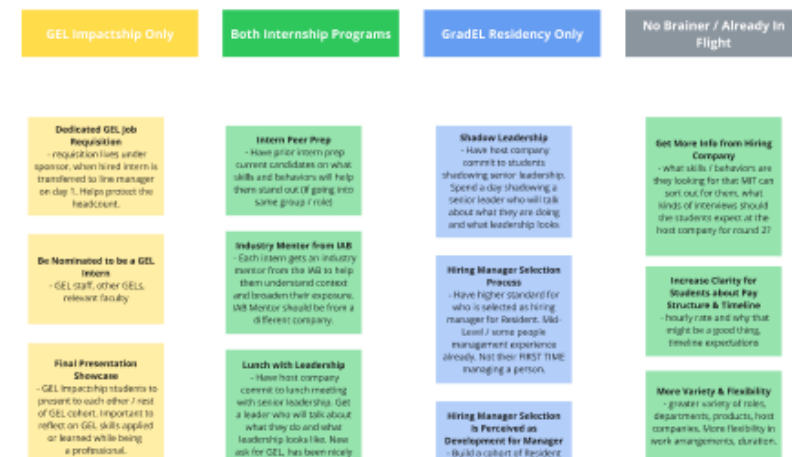 GEL Impactship Only
Dedicated GEL Job
Requisition
- requisition lives under
sponsor, when hired intern is
transferred to line manager
on day 1. Helps protect the
headcount.
Be Nominated to be a GEL
Intern
- GEL staff, other GELs,
relevant faculty
Final Presentation
Showcase
- GEL Impactship students to
present to each other / rest
of GEL cohort. Important to
reflect on GEL skills applied
or learned while being
a professional.
Both Internship Programs
Intern Peer Prep
- Have prior intern prep
current candidates on what
skills and behaviors will help
them stand out (if going into
same group / role)
Industry Mentor from IAB
- Each intern gets an industry
mentor from the IAB to help
them understand context
and broaden their exposure.
IAB Mentor should be from a
different company.
Lunch with Leadership
- Have host company
commit to lunch meeting
with senior leadership. Get
a leader who will talk about
what they do and what
leadership looks like. New
ask for GEL, has been nicely
GradEL Residency Only
Shadow Leadership
- Have host company
commit to students
shadowing senior leadership.
Spend a day shadowing a
senior leader who will talk
about what they are doing
and what leadership looks
Hiring Manager Selection
Process
- Have higher standard for
who is selected as hiring
manager for Resident. Mid-
Level / some people
management experience
already. Not their FIRST TIME
managing a person.
Hiring Manager Selection
Is Perceived as
Development for Manager
- Build a cohort of Resident
No Brainer / Already In
Flight
Get More Info from Hiring
Company
- what skills / behaviors are
they looking for that MIT can
sort out for them, what
kinds of interviews should
the students expect at the
host company for round 2?
Increase Clarity for
Students about Pay
Structure & Timeline
- hourly rate and why that
might be a good thing,
timeline expectations
More Variety & Flexibility
- greater variety of roles,
departments, products, host
companies. More flexibility in
work arrangements, duration.